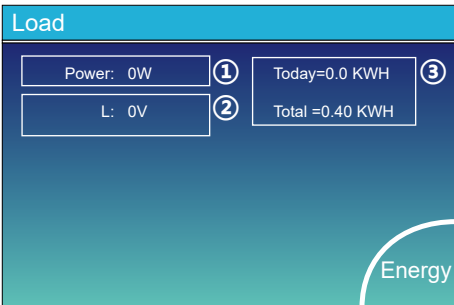 Load
Power: 0W ①
L: 0V ②
Today=0.0 KWH ③
Total =0.40 KWH
Energy